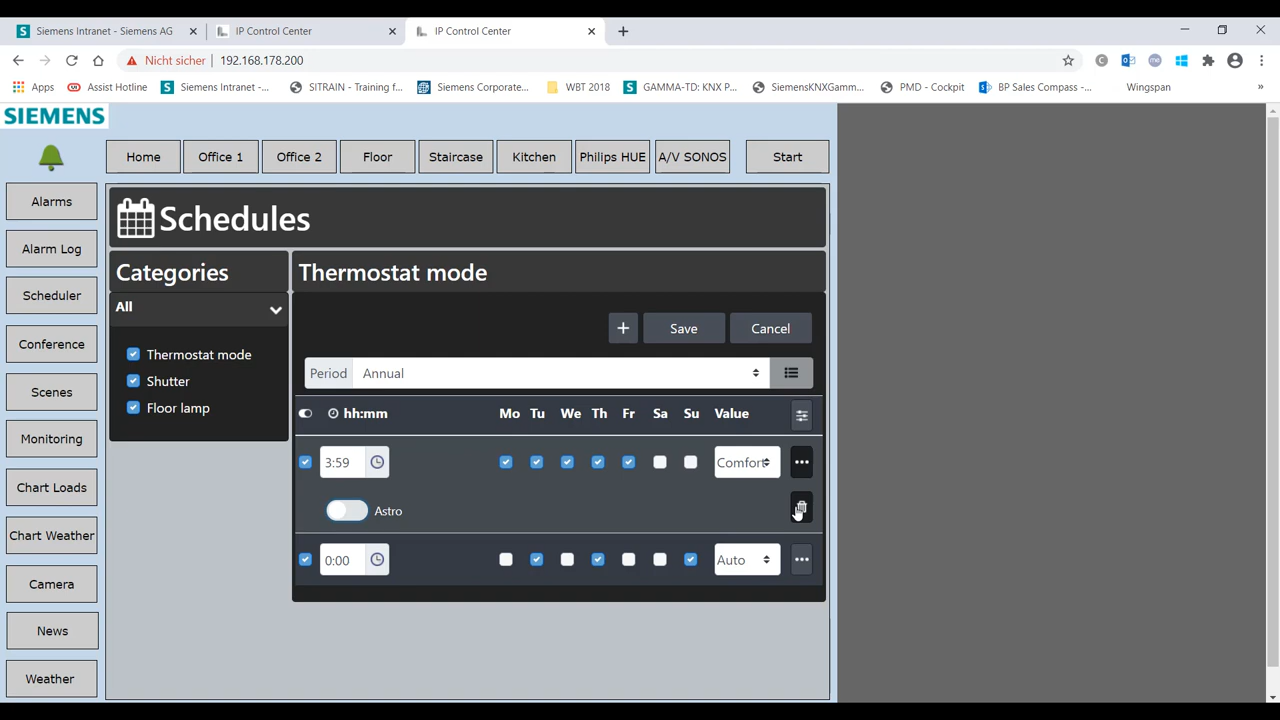 Siemens Intranet - Siemens AG
IP Control Center
IP Control Center
Nicht sicher
192.168.178.200
Apps
Assist Hotline
Siemens Intranet -...
SITRAIN - Training f...
Siemens Corporate...
WBT 2018
GAMMA-TD: KNX P...
SiemensKNXGamm...
PMD - Cockpit
BP Sales Compass -...
Wingspan
SIEMENS
Home
Office 1
Office 2
Floor
Staircase
Kitchen
Philips HUE
A/V SONOS
Start
Alarms
Alarm Log
Scheduler
Conference
Scenes
Monitoring
Chart Loads
Chart Weather
Camera
News
Weather
Schedules
Categories
All
Thermostat mode
Shutter
Floor lamp
Thermostat mode
+ Save Cancel
Period Annual
hh:mm Mo Tu We Th Fr Sa Su Value
3:59 Comfort
Astro
0:00 Auto